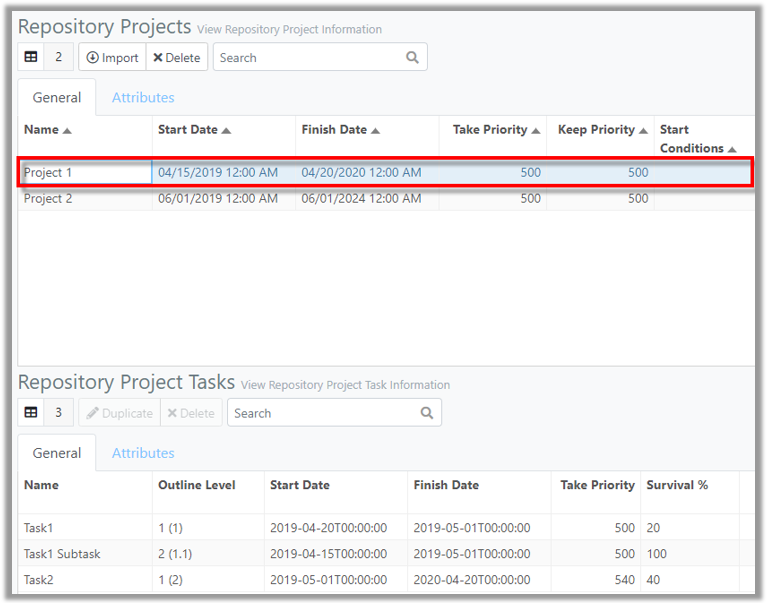 Repository Projects View Repository Project Information
2 Import Delete Search
General Attributes
Name Start Date Finish Date Take Priority Keep Priority Start Conditions
Project 1 04/15/2019 12:00 AM 04/20/2020 12:00 AM 500 500
Project 2 06/01/2019 12:00 AM 06/01/2024 12:00 AM 500 500
Repository Project Tasks View Repository Project Task Information
3 Duplicate Delete Search
General Attributes
Name Outline Level Start Date Finish Date Take Priority Survival %
Task1 1 (1) 2019-04-20T00:00:00 2019-05-01T00:00:00 500 20
Task1 Subtask 2 (1.1) 2019-04-15T00:00:00 2019-05-01T00:00:00 500 100
Task2 1 (2) 2019-05-01T00:00:00 2020-04-20T00:00:00 540 40